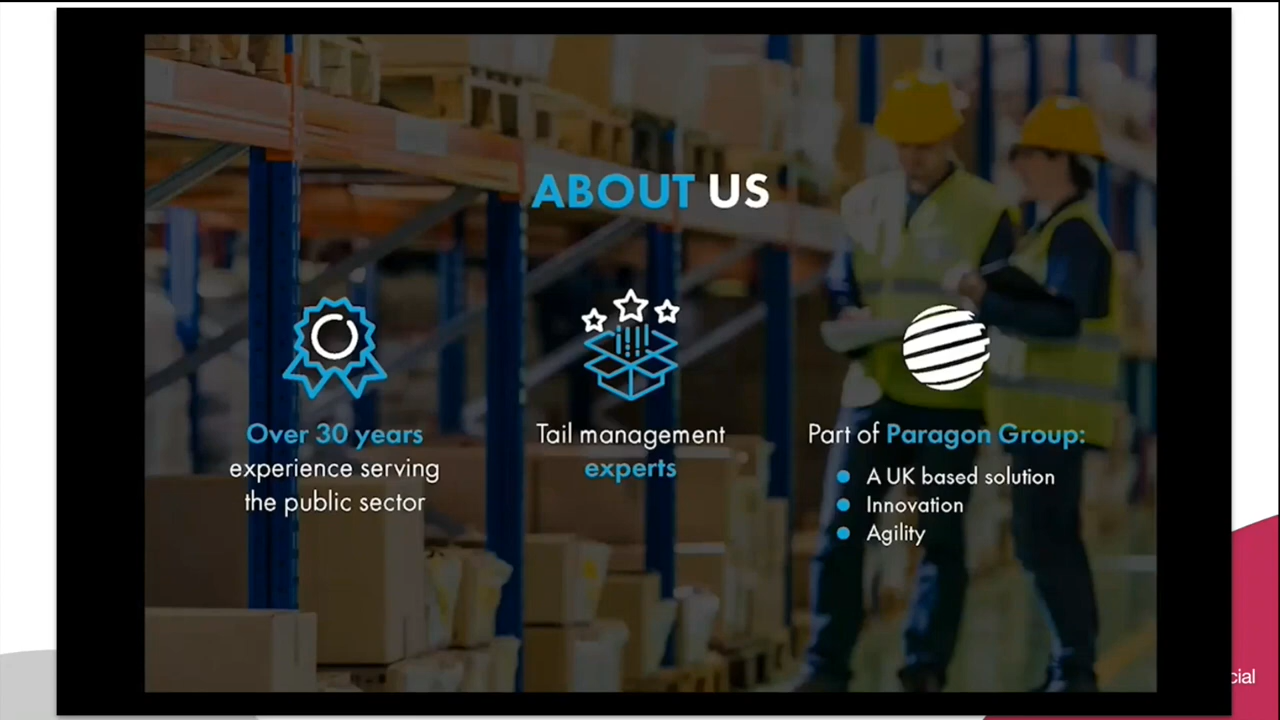 ABOUT US
Over 30 years
experience serving
the public sector
Tail management
experts
Part of Paragon Group:
A UK based solution
Innovation
Agility
cial